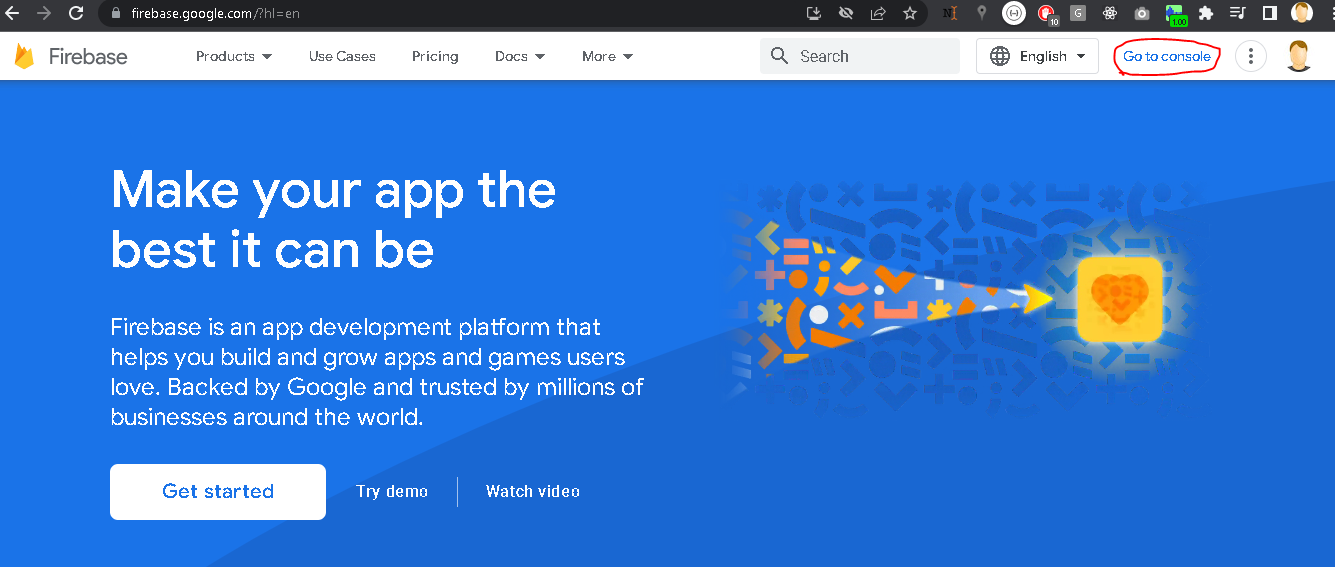 firebase.google.com/?hl=en
10
G
1.00
Firebase
Products
Use Cases
Pricing
Docs
More
Search
English
Go to console
Make your app the
best it can be
Firebase is an app development platform that
helps you build and grow apps and games users
love. Backed by Google and trusted by millions of
businesses around the world.
Get started
Try demo
Watch video